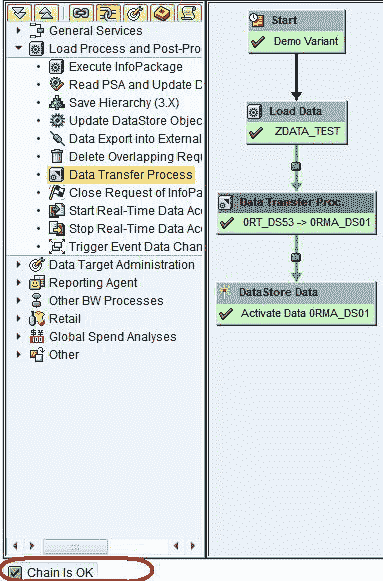 General Services
Load Process and Post-Pro
Execute InfoPackage
Read PSA and Update D
Save Hierarchy (3.X)
Update DataStore Objec
Data Export into External
Delete Overlapping Requ
Data Transfer Process
Close Request of InfoPa
Start Real-Time Data Acc
Stop Real-Time Data Acc
Trigger Event Data Chan
Data Target Administration
Reporting Agent
Other BW Processes
Retail
Global Spend Analyses
Other
Chain Is OK
Start
Demo Variant
Load Data
ZDATA_TEST
Data Transfer Proc.
0RT_DS53 -> 0RMA_DS01
DataStore Data
Activate Data 0RMA_DS01